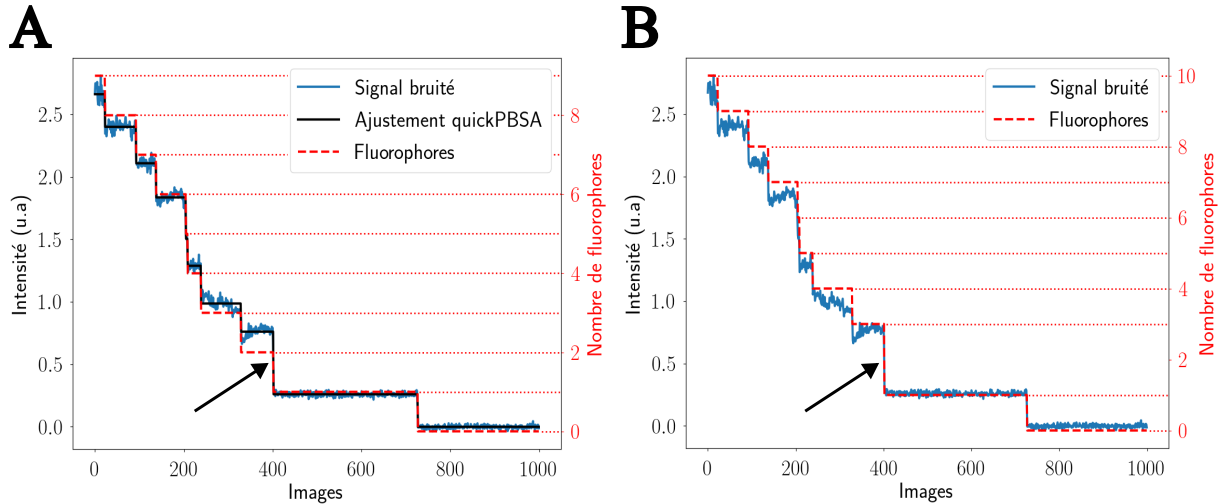 A
B
Signal bruité
Ajustement quickPBSA
Fluorophores
Intensité (u.a)
2.5
2.0
1.5
1.0
0.5
0.0
8
6
4
2
0
Nombre de fluorophores
0
200
400
600
800
1000
Images
Signal bruité
Fluorophores
Intensité (u.a)
2.5
2.0
1.5
1.0
0.5
0.0
10
8
6
4
2
0
Nombre de fluorophores
0
200
400
600
800
1000
Images